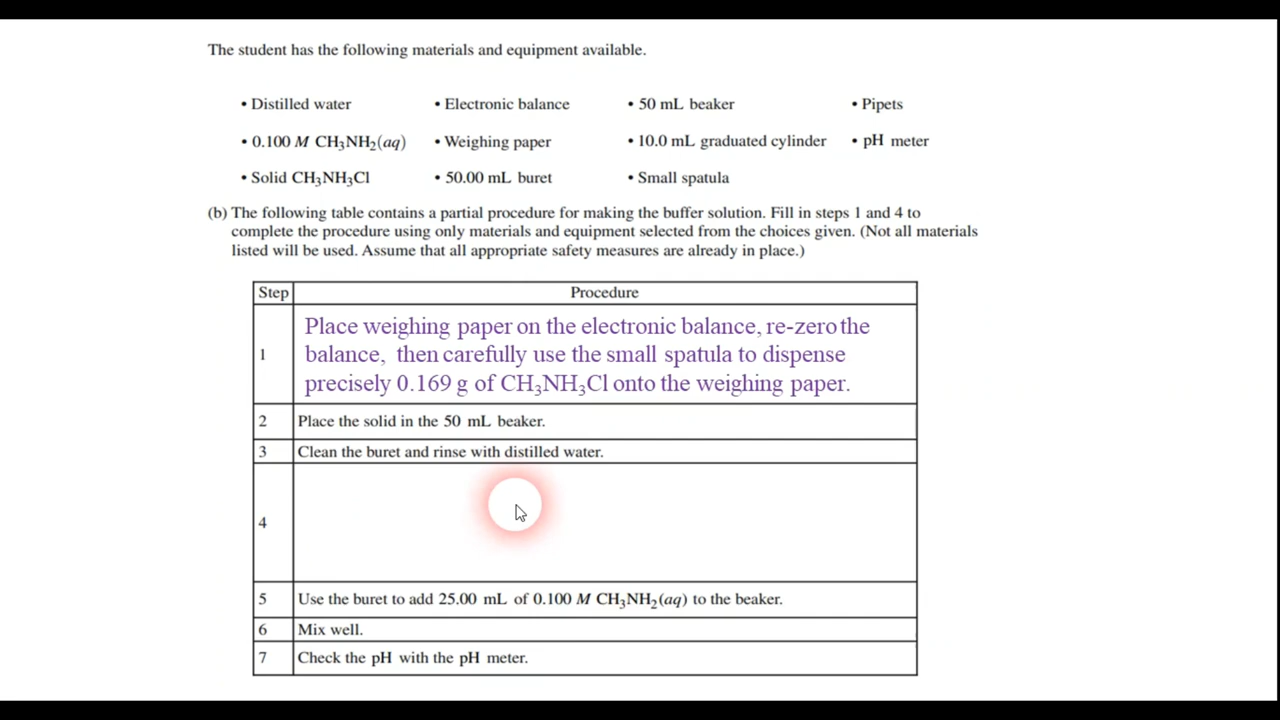 The student has the following materials and equipment available.
• Distilled water • Electronic balance • 50 mL beaker • Pipets
• 0.100 M CH₃NH₂(aq) • Weighing paper • 10.0 mL graduated cylinder • pH meter
• Solid CH₃NH₃Cl • 50.00 mL buret • Small spatula
(b) The following table contains a partial procedure for making the buffer solution. Fill in steps 1 and 4 to
complete the procedure using only materials and equipment selected from the choices given. (Not all materials
listed will be used. Assume that all appropriate safety measures are already in place.)
Step Procedure
1 Place weighing paper on the electronic balance, re-zero the
balance, then carefully use the small spatula to dispense
precisely 0.169 g of CH₃NH₃Cl onto the weighing paper.
2 Place the solid in the 50 mL beaker.
3 Clean the buret and rinse with distilled water.
4
5 Use the buret to add 25.00 mL of 0.100 M CH₃NH₂(aq) to the beaker.
6 Mix well.
7 Check the pH with the pH meter.